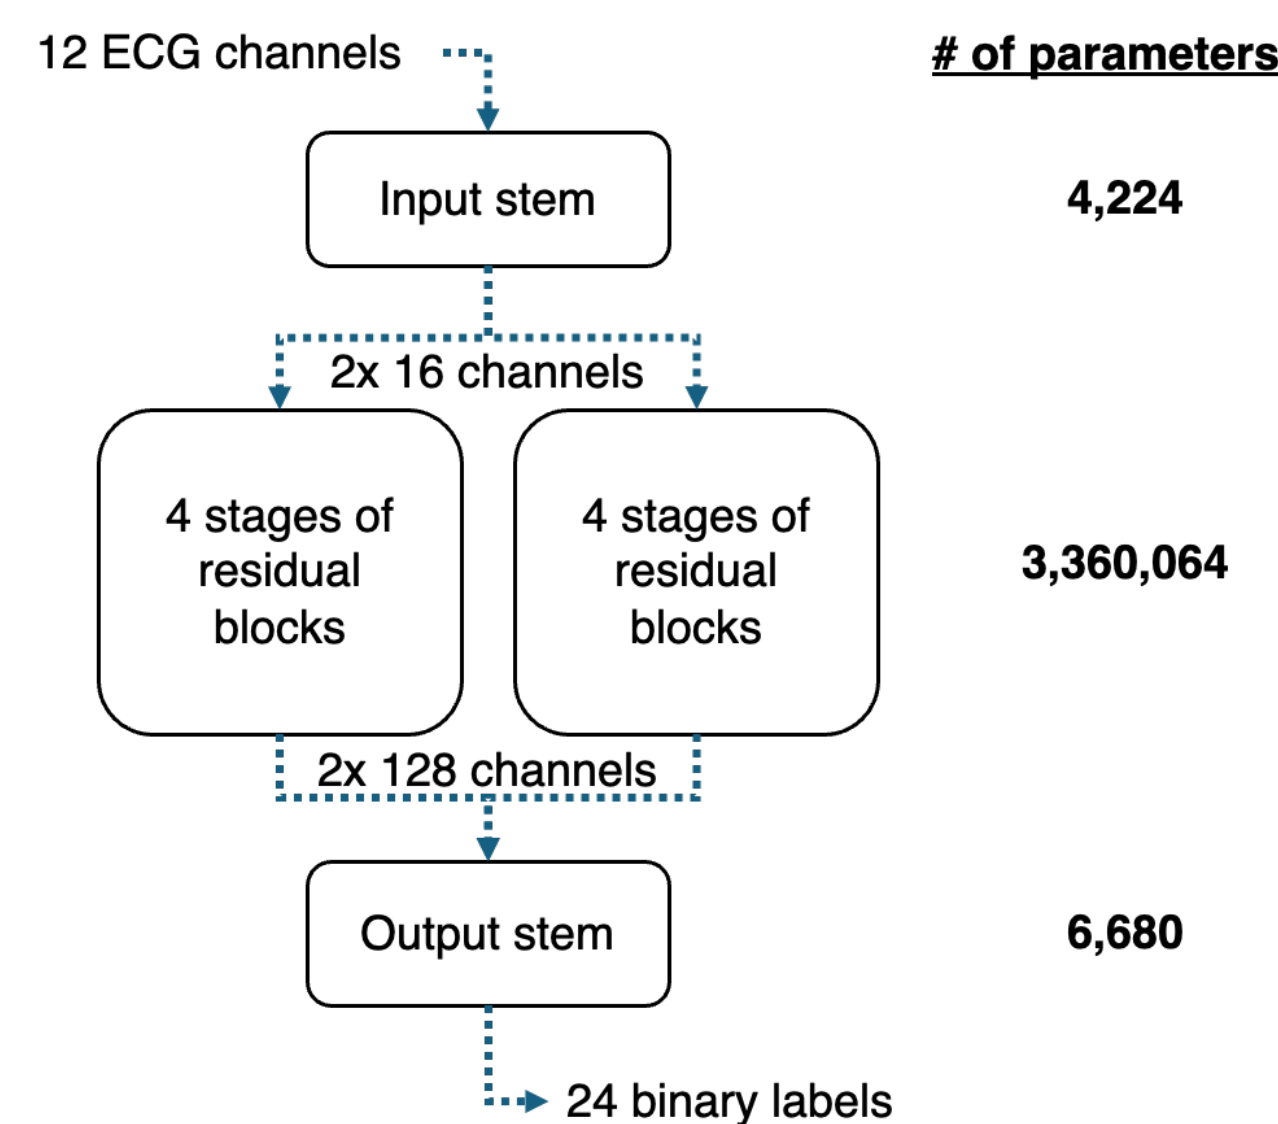 12 ECG channels
# of parameters
Input stem
4,224
2x 16 channels
4 stages of
residual
blocks
4 stages of
residual
blocks
3,360,064
2x 128 channels
Output stem
6,680
24 binary labels